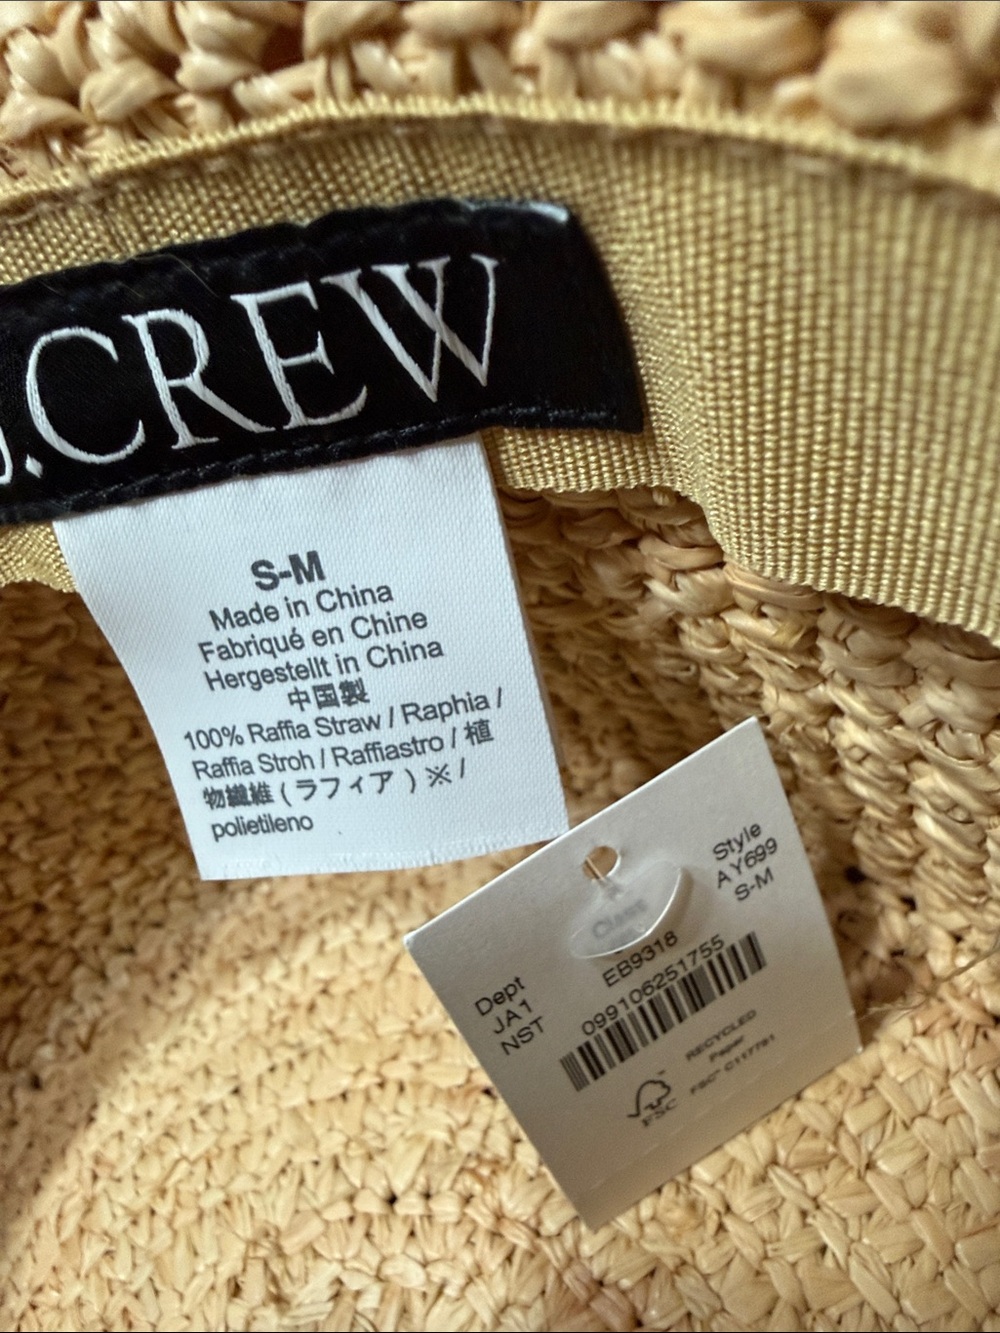 J.CREW
S-M
Made in China
Fabriqué en Chine
Hergestellt in China
中国製
100% Raffia Straw / Raphia /
Raffia Stroh / Raffiastro / 植
物繊維 ( ラフィア ) ※ /
polietileno
Style
AY699
S-M
Dept
JA1
NST
EB9318
099106251755
RECYCLED
Paper
FSC™ C117791
FSC